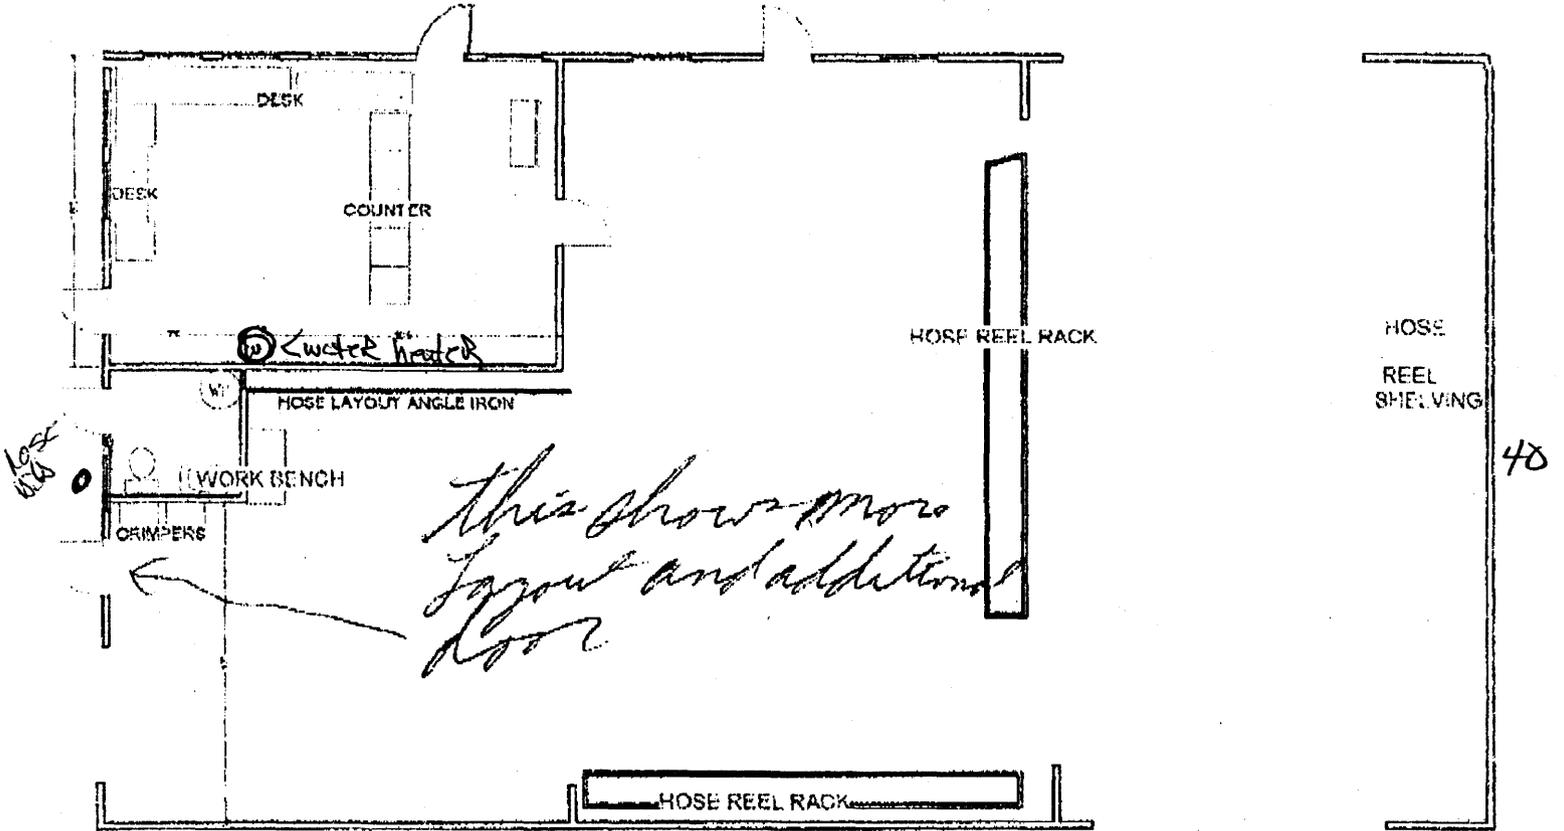 DESK
DESK
COUNTER
W <water heater
WH
HOSE LAYOUT ANGLE IRON
HOSE REEL RACK
HOSE
REEL
SHELVING
40
WORK BENCH
CRIMPERS
this shows more
Layout and additional
door
HOSE REEL RACK